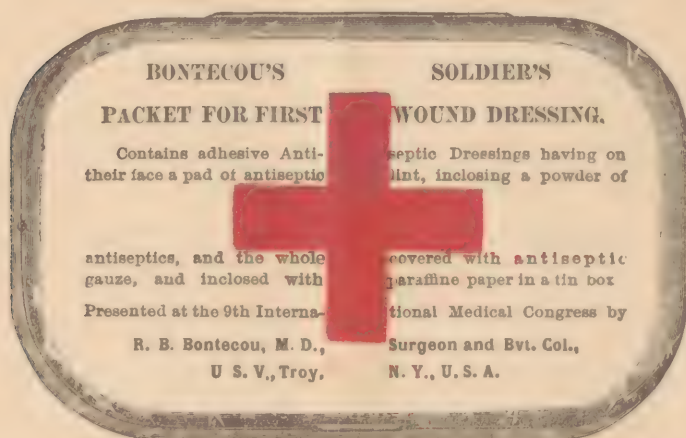 BONTECOU'S SOLDIER'S
PACKET FOR FIRST WOUND DRESSING.
Contains adhesive Anti- septic Dressings having on
their face a pad of antiseptic lint, inclosing a powder of
antiseptics, and the whole covered with antiseptic
gauze, and inclosed with paraffine paper in a tin box
Presented at the 9th Interna- tional Medical Congress by
R. B. Bontecou, M. D., Surgeon and Bvt. Col.,
U S. V., Troy, N. Y., U. S. A.